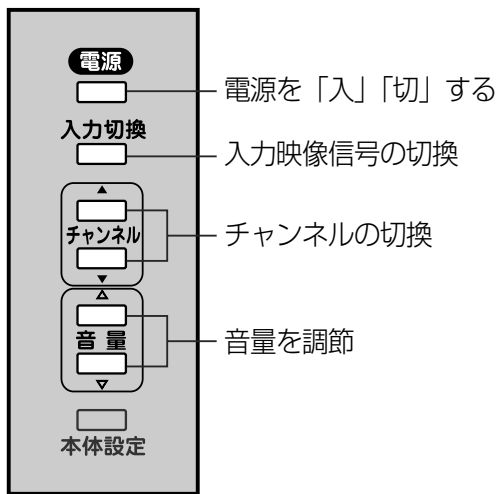 電源
電源を「入」「切」する
入力切換
入力映像信号の切換
チャンネル
チャンネルの切換
音量
音量を調節
本体設定